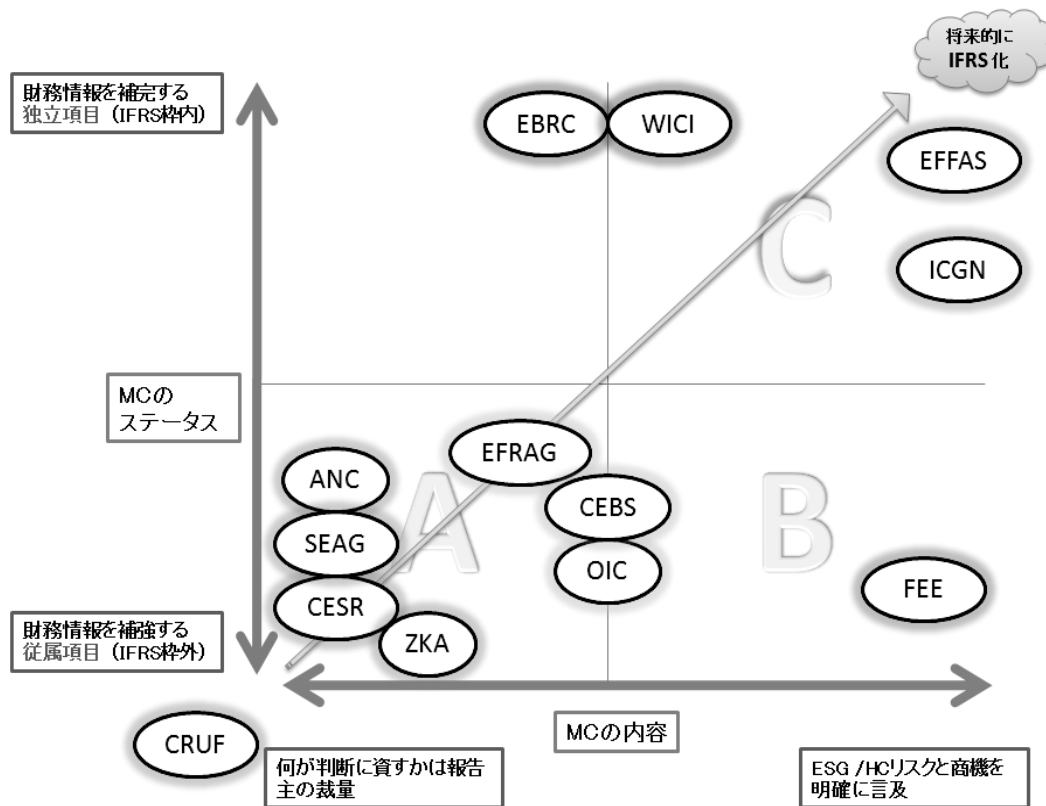 将来的に
IFRS 化
財務情報を補完する
独立項目（IFRS枠内）
EBRC
WICI
EFFAS
C
ICGN
MCの
ステータス
EFRAG
ANC
A
CEBS
B
SEAG
OIC
FEE
CESR
財務情報を補強する
従属項目（IFRS枠外）
ZKA
CRUF
MCの内容
何が判断に資すかは報告
主の裁量
ESG /HCリスクと商機を
明確に言及